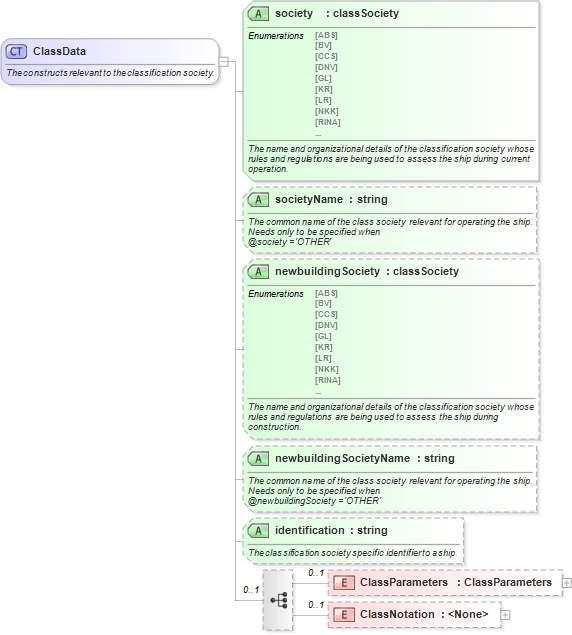 A society : classSociety
Enumerations [ABS]
[BV]
[CCS]
[DNV]
[GL]
[KR]
[LR]
[NKK]
[RINA]
...
The name and organizational details of the classification society whose
rules and regulations are being used to assess the ship during current
operation.
CT ClassData
The constructs relevant to the classification society.
A societyName : string
The common name of the class society relevant for operating the ship.
Needs only to be specified when
@society ='OTHER'
A newbuildingSociety : classSociety
Enumerations [ABS]
[BV]
[CCS]
[DNV]
[GL]
[KR]
[LR]
[NKK]
[RINA]
...
The name and organizational details of the classification society whose
rules and regulations are being used to assess the ship during
construction.
A newbuildingSocietyName : string
The common name of the class society relevant for operating the ship.
Needs only to be specified when
@newbuildingSociety ='OTHER'
A identification : string
The classification society specific identifier to a ship.
0..1
0..1 E ClassParameters : ClassParameters
0..1 E ClassNotation : <None>